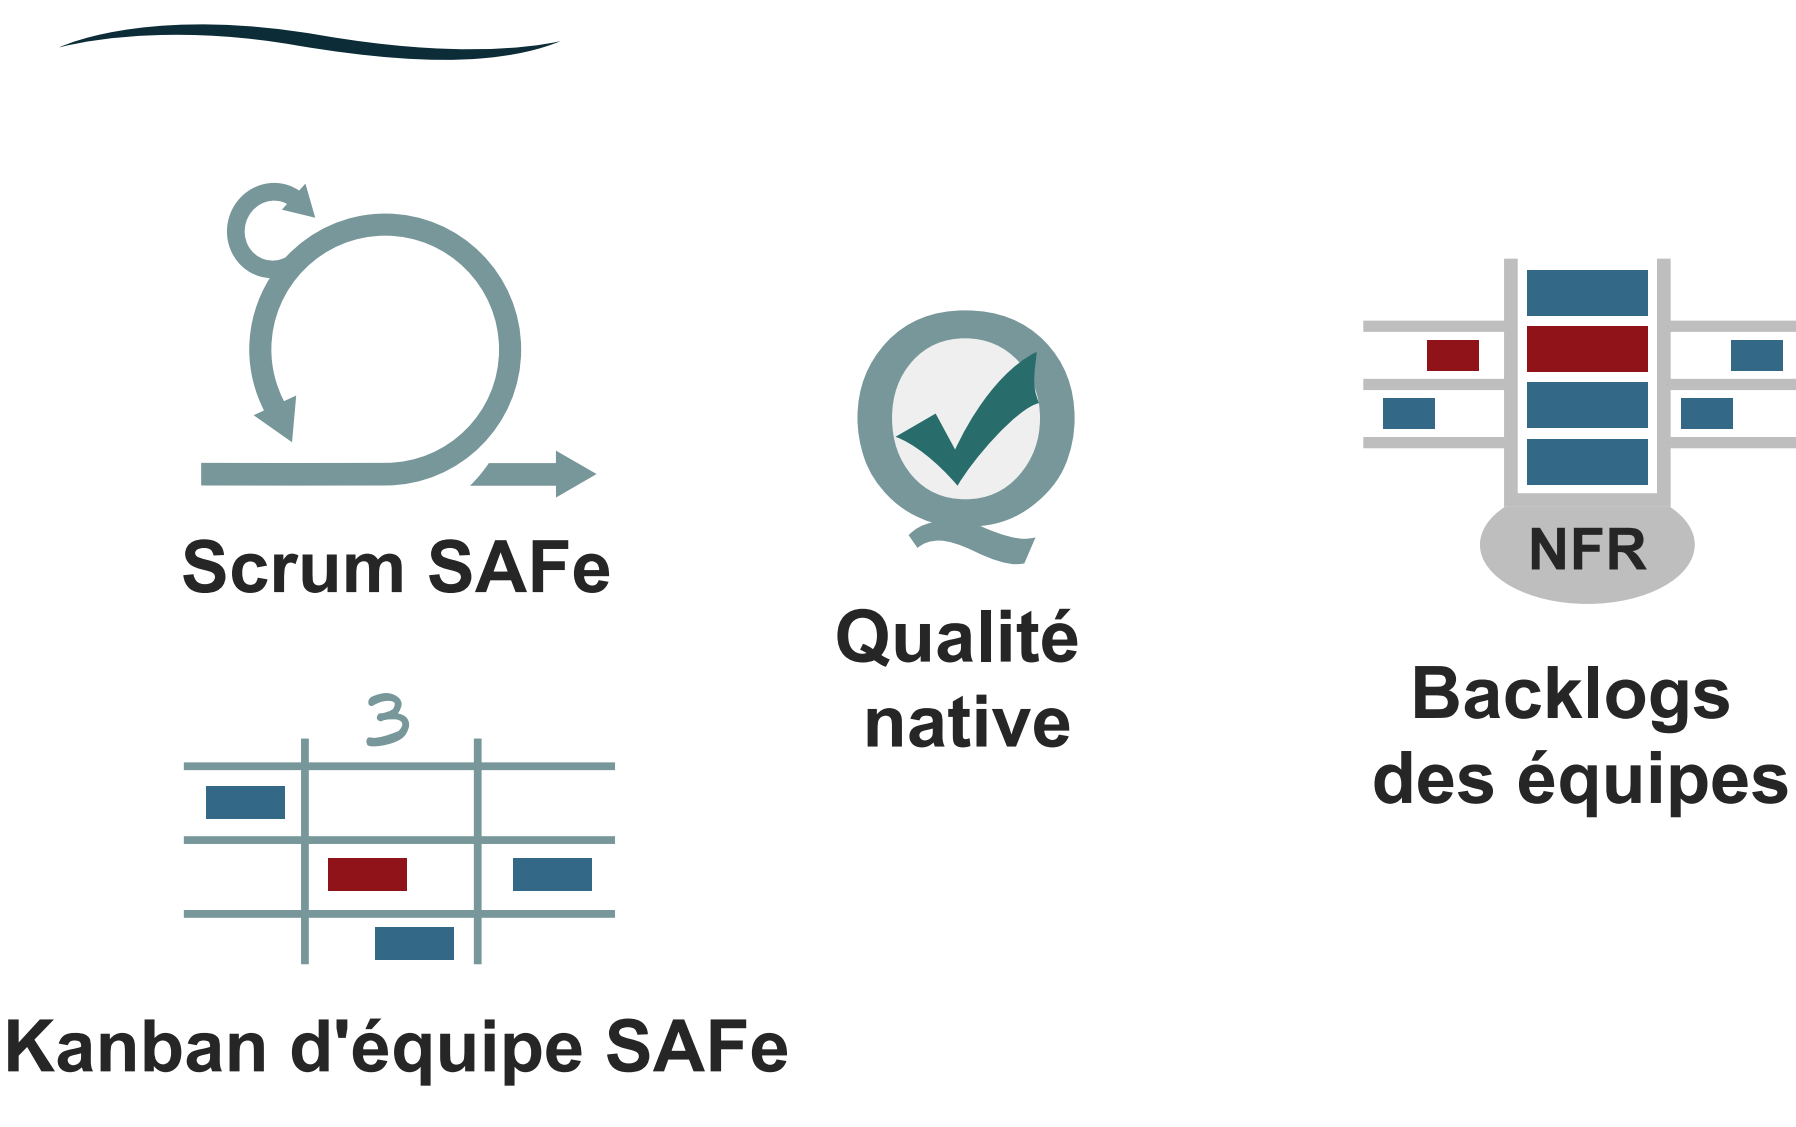 Scrum SAFe
3
Kanban d'équipe SAFe
Qualité
native
NFR
Backlogs
des équipes